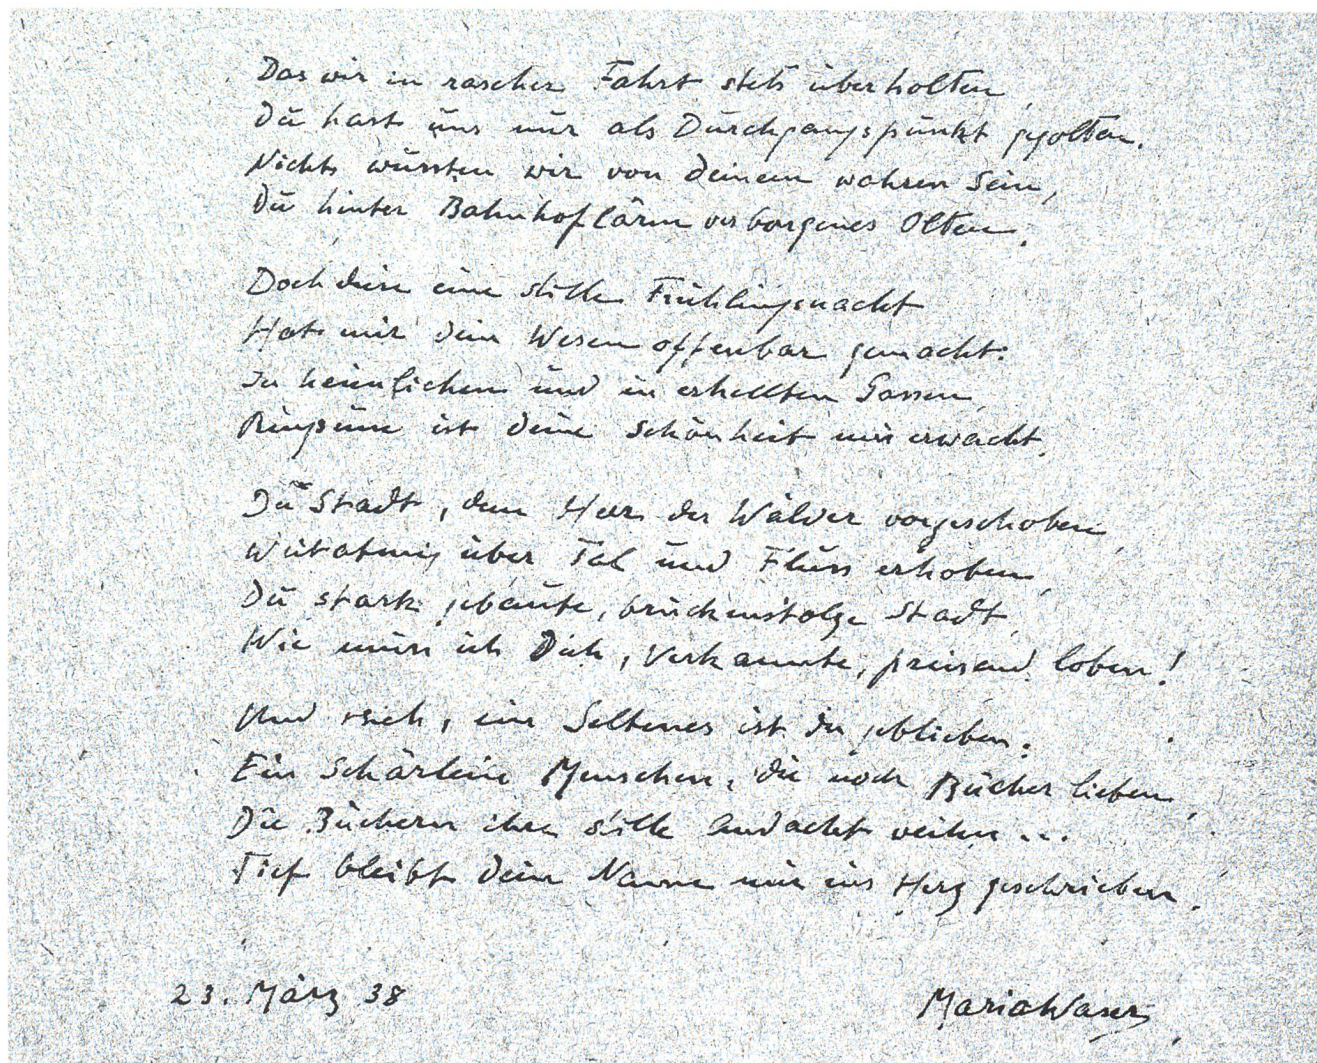 Das wir in rascher Fahrt stets überholten,
Du hast uns nur als Durchgangspunkt gegolten.
Nichts wussten wir von deinem wahren Sein,
Du hinter Bahnhoflärm verborgenes Olten.
Doch diese eine stille Frühlingsnacht
Hat mir dein Wesen offenbar gemacht:
In heimlichen und in erhellten Gassen,
Ringsum ist deine Schönheit mir erwacht.
Du Stadt, dem Heer der Wälder vorgeschoben,
Weitatmig über Tal und Fluss erhoben,
Du stark gebaute, brückenstolze Stadt,
Wie muss ich Dich, Verkannte, preisend loben!
Und reich, ein Seltenes ist dir geblieben:
Ein Schärlein Menschen, die noch Bücher lieben,
Die Büchern ihre stille Andacht weihen...
Tief bleibt dein Name mir ins Herz geschrieben.
23. März 38
Maria Waser